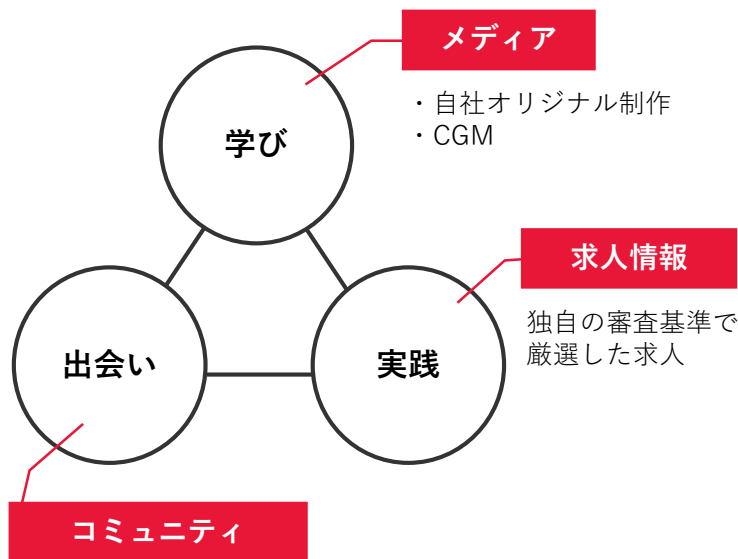 メディア
・自社オリジナル制作
・CGM
学び
求人情報
独自の審査基準で
厳選した求人
出会い
実践
コミュニティ